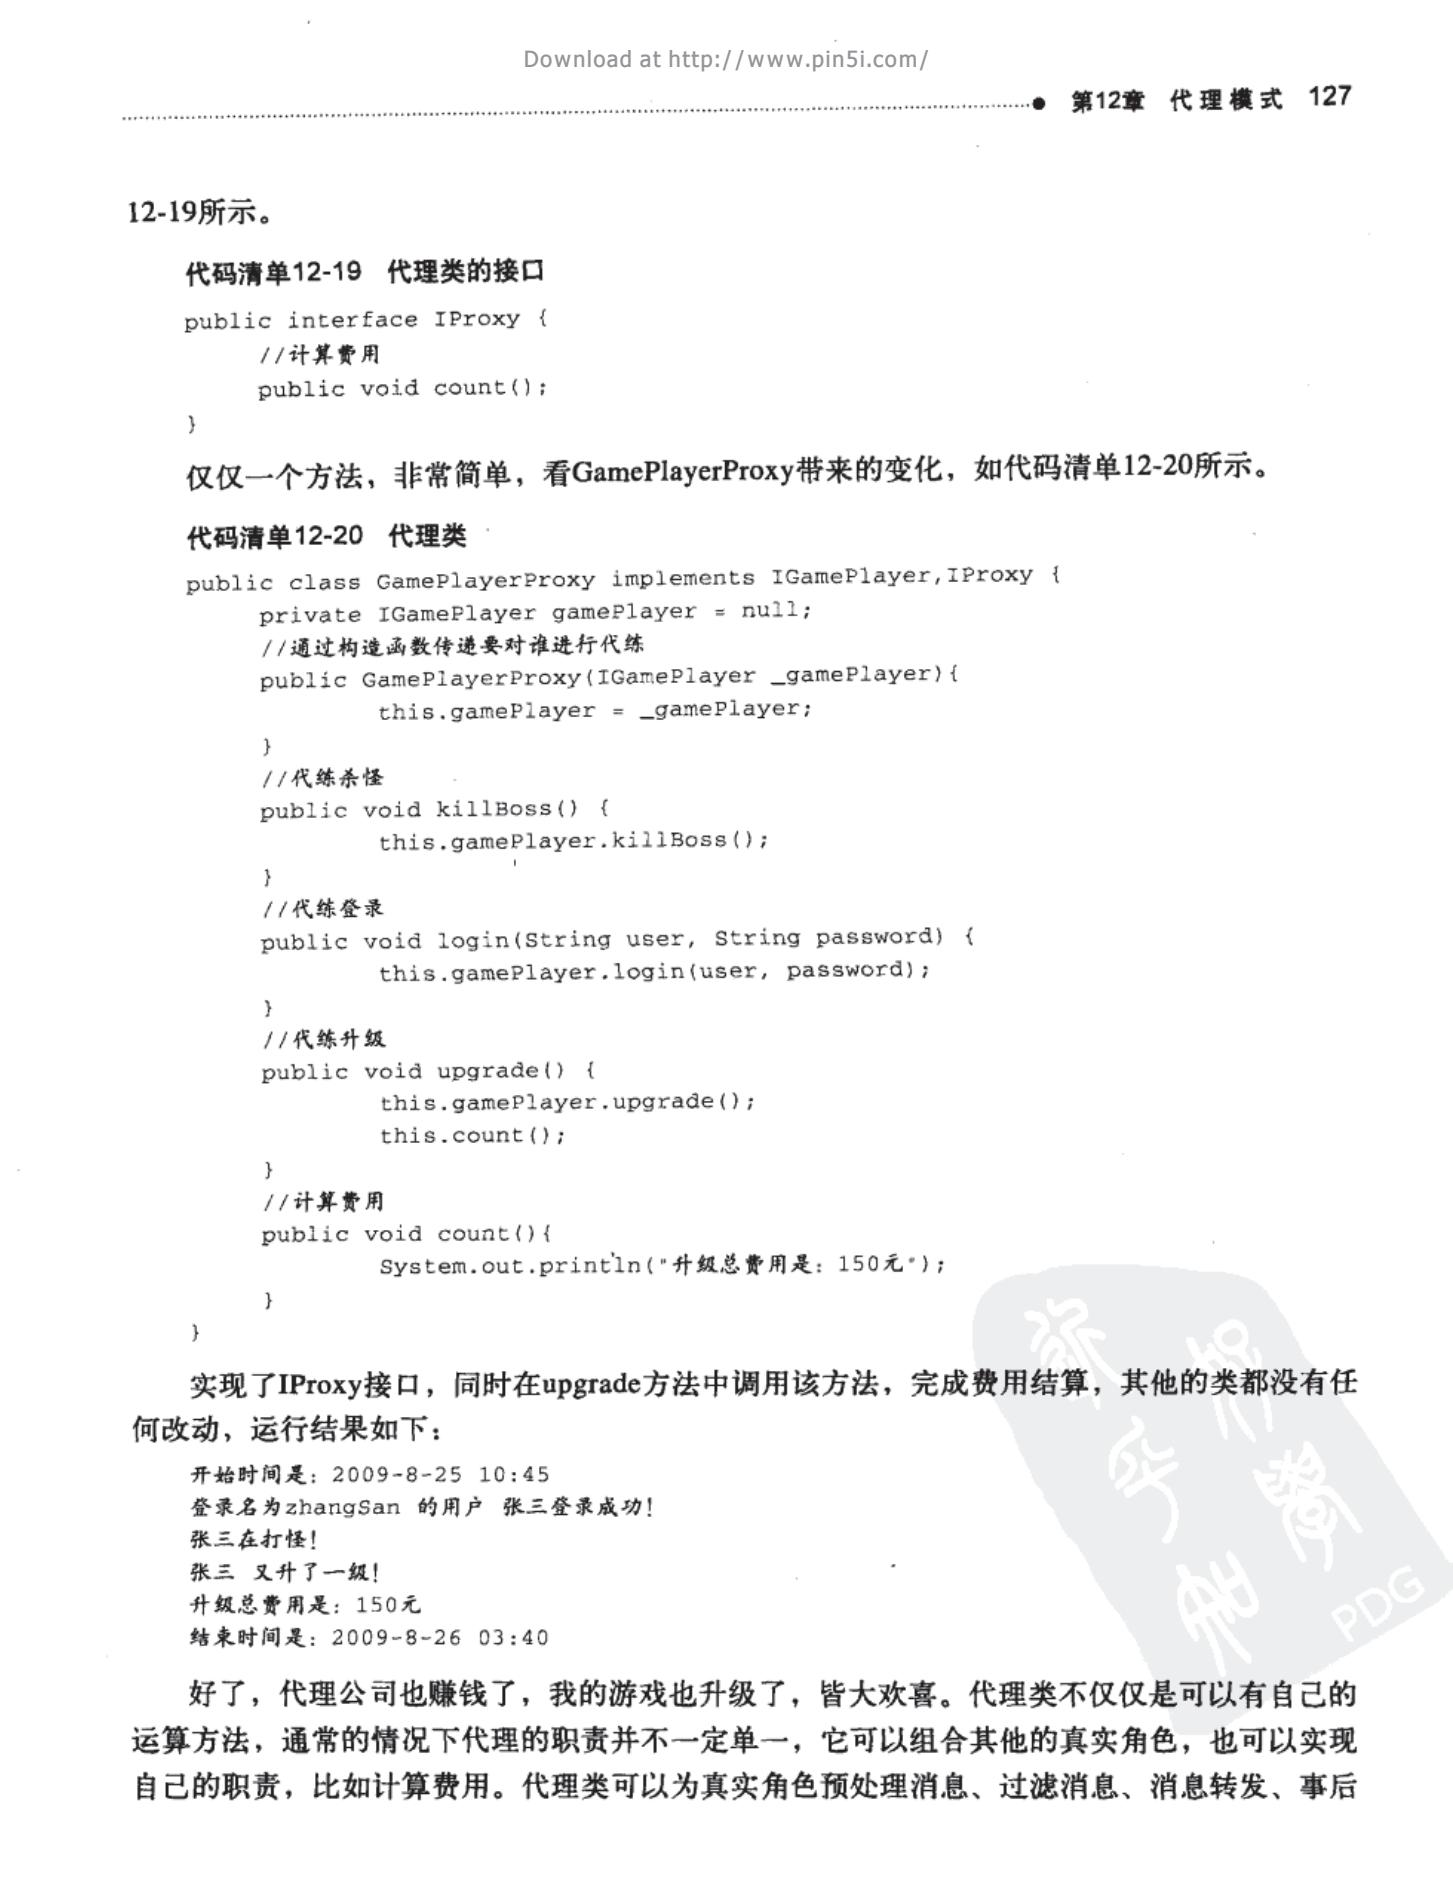 Download at http://www.pin5i.com/
第12章 代理模式 127
12-19所示。
代码清单12-19 代理类的接口
public interface IProxy {
//计算费用
public void count();
}
仅仅一个方法，非常简单，看GamePlayerProxy带来的变化，如代码清单12-20所示。
代码清单12-20 代理类
public class GamePlayerProxy implements IGamePlayer,IProxy {
private IGamePlayer gamePlayer = null;
//通过构造函数传递要对谁进行代练
public GamePlayerProxy(IGamePlayer _gamePlayer){
this.gamePlayer = _gamePlayer;
}
//代练杀怪
public void killBoss() {
this.gamePlayer.killBoss();
}
//代练登录
public void login(String user, String password) {
this.gamePlayer.login(user, password);
}
//代练升级
public void upgrade() {
this.gamePlayer.upgrade();
this.count();
}
//计算费用
public void count(){
System.out.println("升级总费用是：150元");
}
}
实现了IProxy接口，同时在upgrade方法中调用该方法，完成费用结算，其他的类都没有任
何改动，运行结果如下：
开始时间是：2009-8-25 10:45
登录名为zhangSan 的用户 张三登录成功！
张三在打怪！
张三 又升了一级！
升级总费用是：150元
结束时间是：2009-8-26 03:40
好了，代理公司也赚钱了，我的游戏也升级了，皆大欢喜。代理类不仅仅是可以有自己的
运算方法，通常的情况下代理的职责并不一定单一，它可以组合其他的真实角色，也可以实现
自己的职责，比如计算费用。代理类可以为真实角色预处理消息、过滤消息、消息转发、事后
PDG